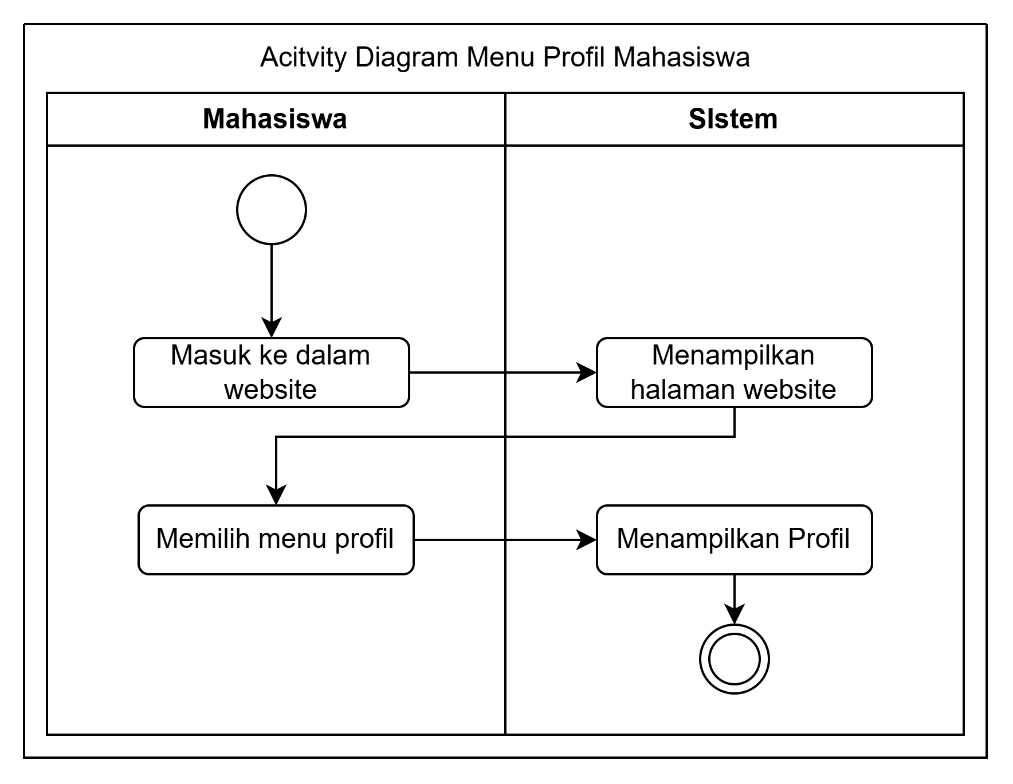 Acitvity Diagram Menu Profil Mahasiswa
Mahasiswa
SIstem
Masuk ke dalam
website
Menampilkan
halaman website
Memilih menu profil
Menampilkan Profil